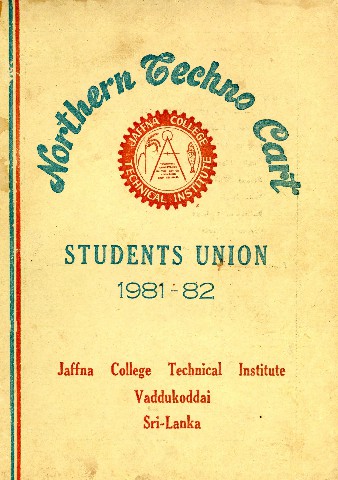 Northern Techno Cart
JAFFNA COLLEGE
TECHNICAL INSTITUTE
STUDENTS UNION
1981-82
Jaffna College Technical Institute
Vaddukoddai
Sri-Lanka